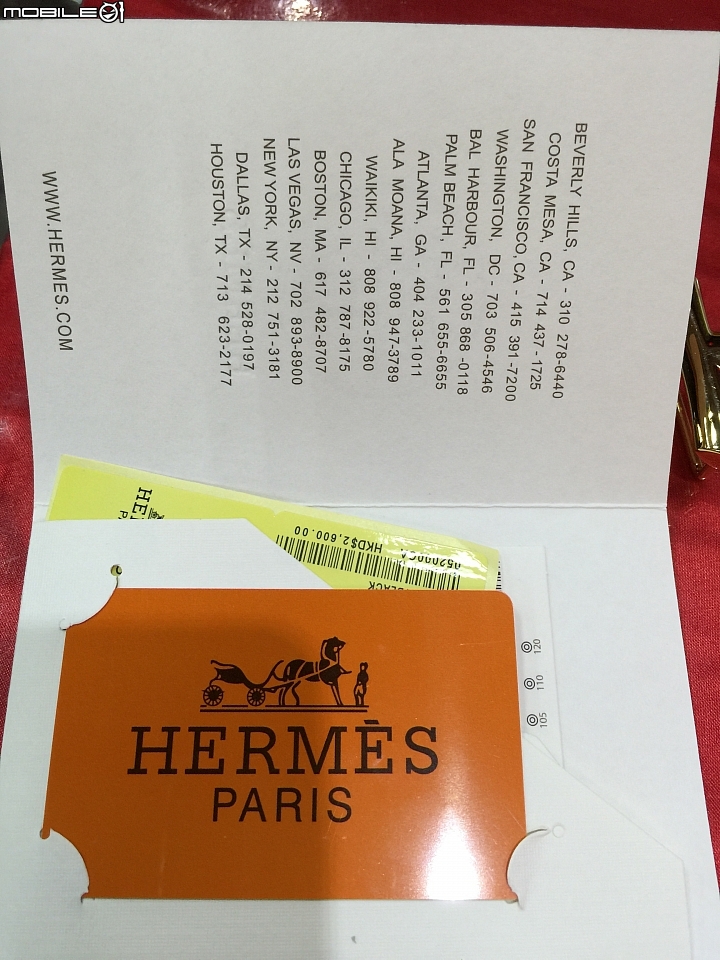 MOBILE01
BEVERLY HILLS, CA - 310 278-6440
COSTA MESA, CA - 714 437-1725
SAN FRANCISCO, CA - 415 391-7200
WASHINGTON, DC - 703 506-4546
BAL HARBOUR, FL - 305 868 -0118
PALM BEACH, FL - 561 655-6655
ATLANTA, GA - 404 233-1011
ALA MOANA, HI - 808 947-3789
WAIKIKI, HI - 808 922-5780
CHICAGO, IL - 312 787-8175
BOSTON, MA - 617 482-8707
LAS VEGAS, NV - 702 893-8900
NEW YORK, NY - 212 751-3181
DALLAS, TX - 214 528-0197
HOUSTON, TX - 713 623-2177
WWW.HERMES.COM
HKD$2,600.00
052000CA
BLACK
120
110
105
HERMÈS
PARIS